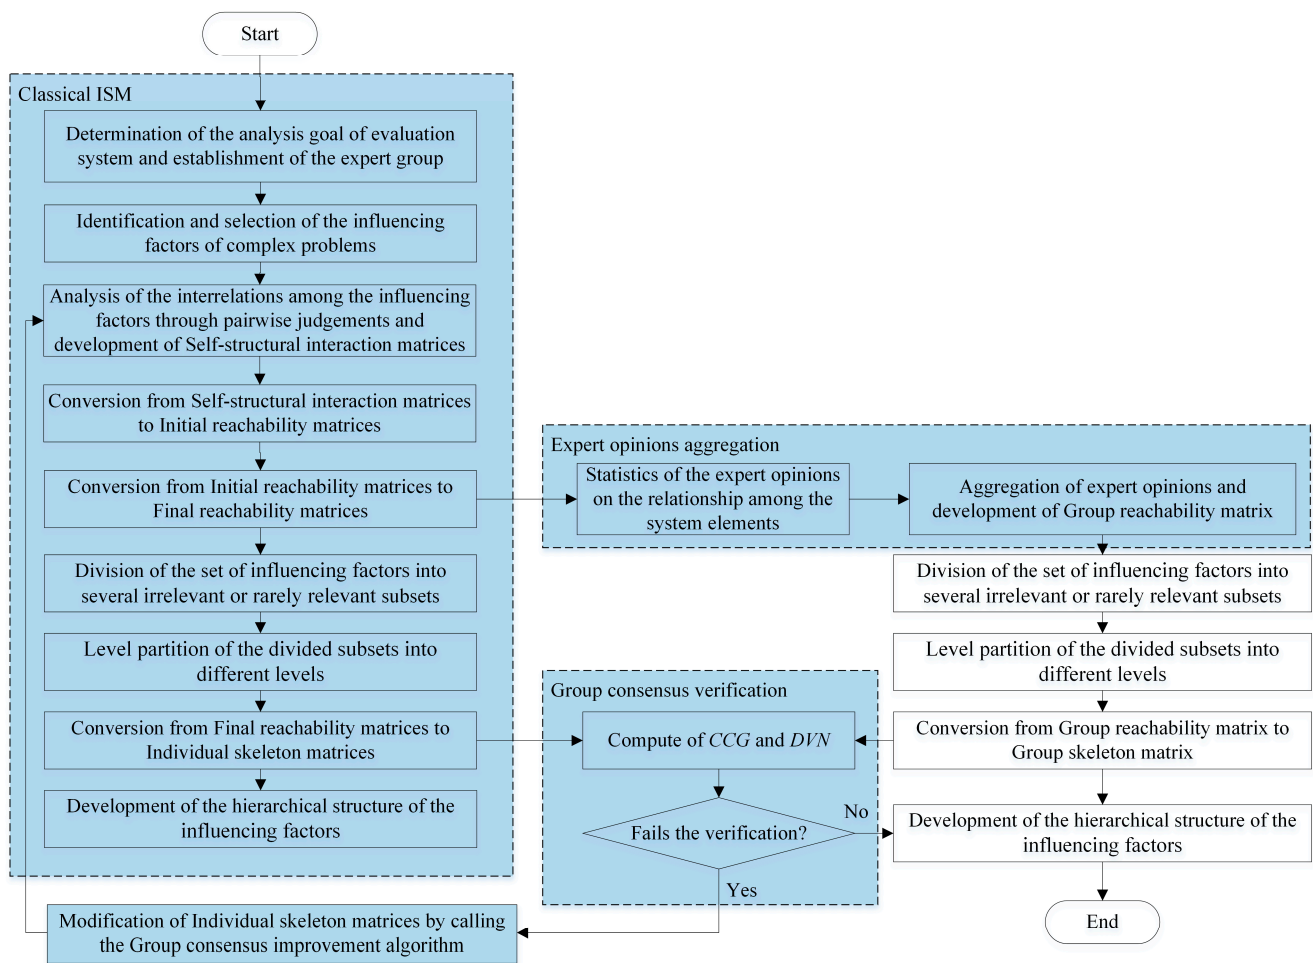 Start
Classical ISM
Determination of the analysis goal of evaluation
system and establishment of the expert group
Identification and selection of the influencing
factors of complex problems
Analysis of the interrelations among the influencing
factors through pairwise judgements and
development of Self-structural interaction matrices
Conversion from Self-structural interaction matrices
to Initial reachability matrices
Conversion from Initial reachability matrices to
Final reachability matrices
Division of the set of influencing factors into
several irrelevant or rarely relevant subsets
Level partition of the divided subsets into
different levels
Conversion from Final reachability matrices to
Individual skeleton matrices
Development of the hierarchical structure of the
influencing factors
Expert opinions aggregation
Statistics of the expert opinions
on the relationship among the
system elements
Aggregation of expert opinions and
development of Group reachability matrix
Division of the set of influencing factors into
several irrelevant or rarely relevant subsets
Level partition of the divided subsets into
different levels
Conversion from Group reachability matrix to
Group skeleton matrix
Group consensus verification
Compute of CCG and DVN
Fails the verification?
No
Yes
Development of the hierarchical structure of the
influencing factors
End
Modification of Individual skeleton matrices by calling
the Group consensus improvement algorithm